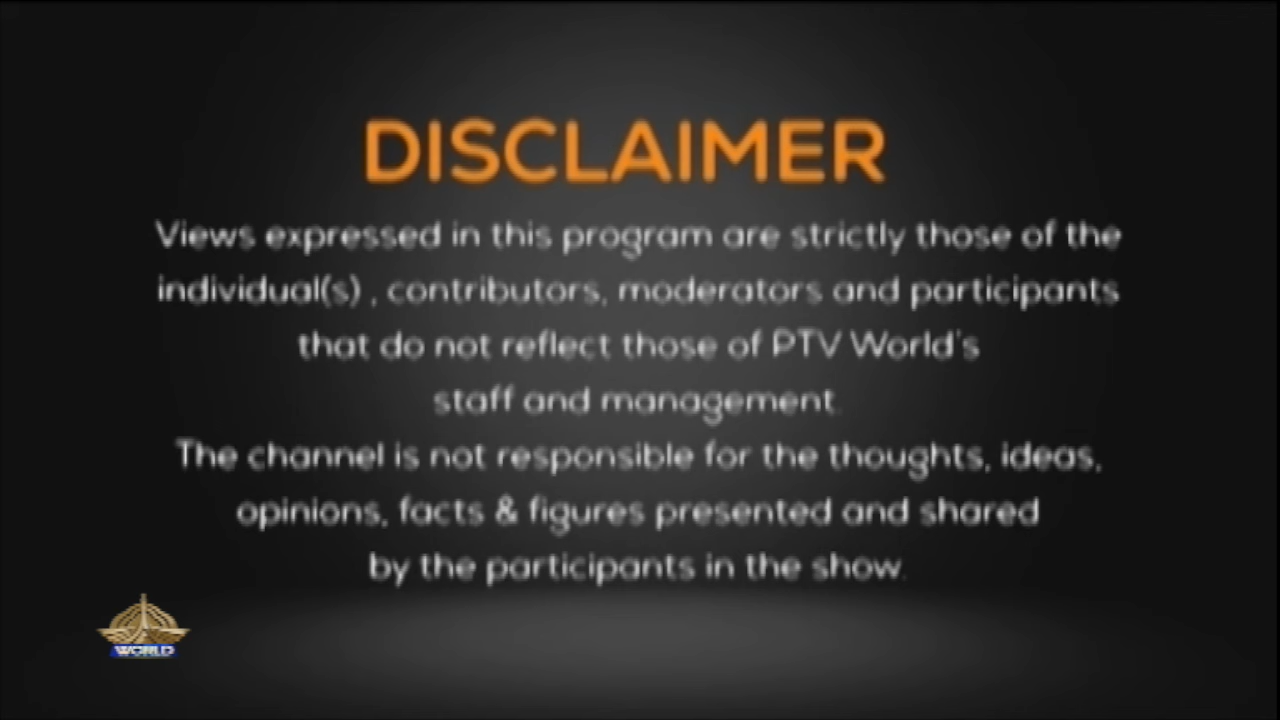 DISCLAIMER
Views expressed in this program are strictly those of the
individual(s) , contributors, moderators and participants
that do not reflect those of PTV World's
staff and management.
The channel is not responsible for the thoughts, ideas,
opinions, facts & figures presented and shared
by the participants in the show.
WORLD